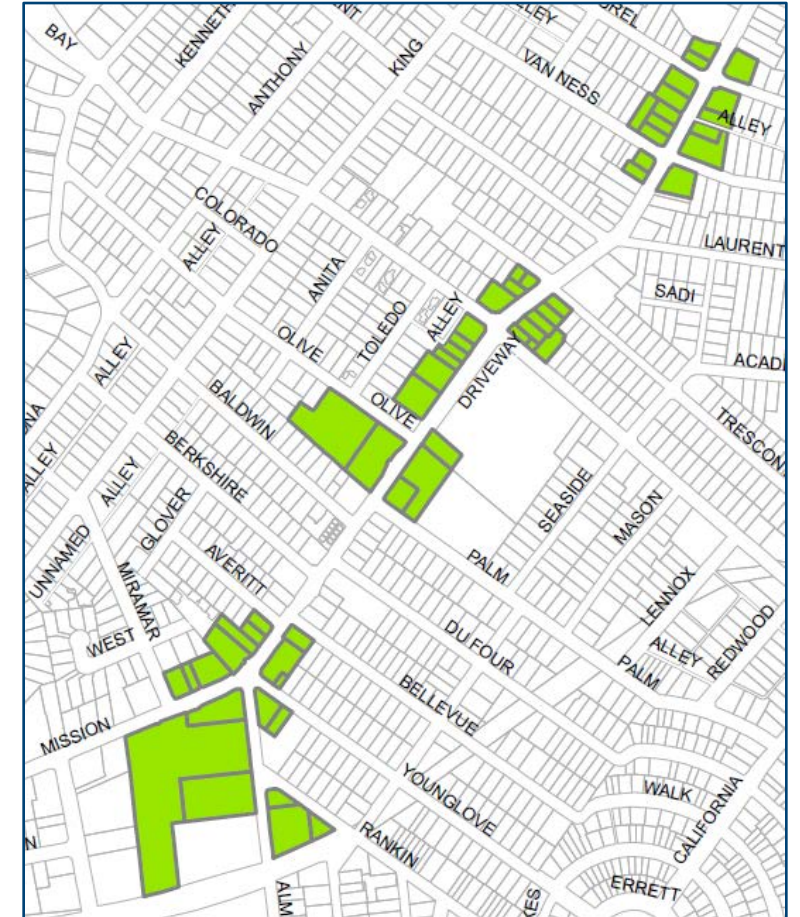 BAY
KENNETH
ANTHONY
KING
VAN NESS
ALLEY
ALLEY
COLORADO
ALLEY
ANITA
LAURENT
SADI
OLIVE
TOLEDO
ALLEY
DRIVEWAY
ACADI
ALLEY
BALDWIN
OLIVE
TRESCON
ALLEY
ALLEY
BERKSHIRE
SEASIDE
MASON
GLOVER
UNNAMED
AVERITT
PALM
LENNOX
MIRAMAR
WEST
DU FOUR
ALLEY
REDWOOD
PALM
BELLEVUE
MISSION
YOUNGLOVE
WALK
CALIFORNIA
RANKIN
ERRETT
ALM